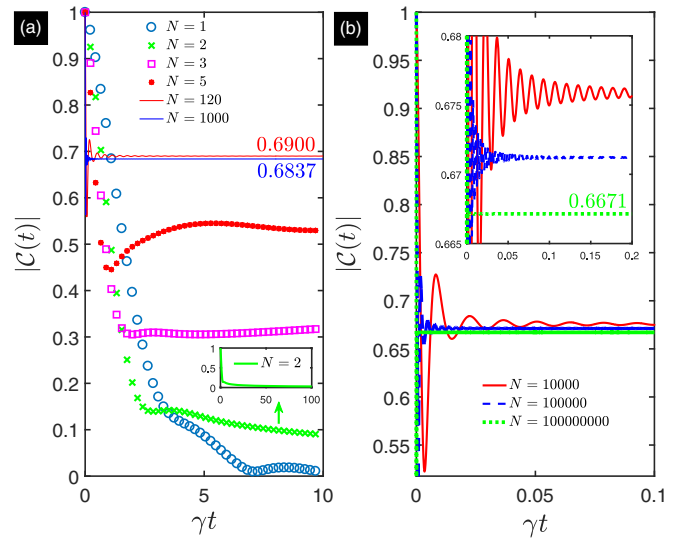 (a)
|C(t)|
1
0.9
0.8
0.7
0.6
0.5
0.4
0.3
0.2
0.1
0
N = 1
N = 2
N = 3
N = 5
N = 120
N = 1000
0.6900
0.6837
1
0.5
0
N = 2
0 50 100
0 5 10
γt
(b)
|C(t)|
1
0.95
0.9
0.85
0.8
0.75
0.7
0.65
0.6
0.55
0.68
0.675
0.67
0.665
0.6671
0 0.05 0.1 0.15 0.2
N = 10000
N = 100000
N = 100000000
0 0.05 0.1
γt